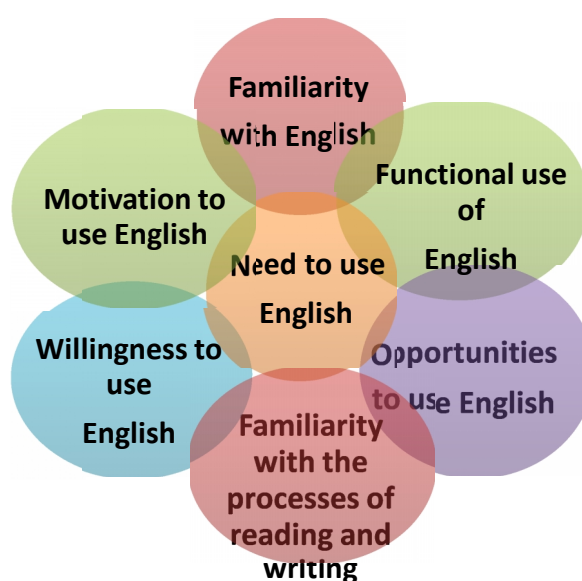 Familiarity
with English
Motivation to
use English
Functional use
of
English
Need to use
English
Willingness to
use
English
Opportunities
to use English
Familiarity
with the
processes of
reading and
writing